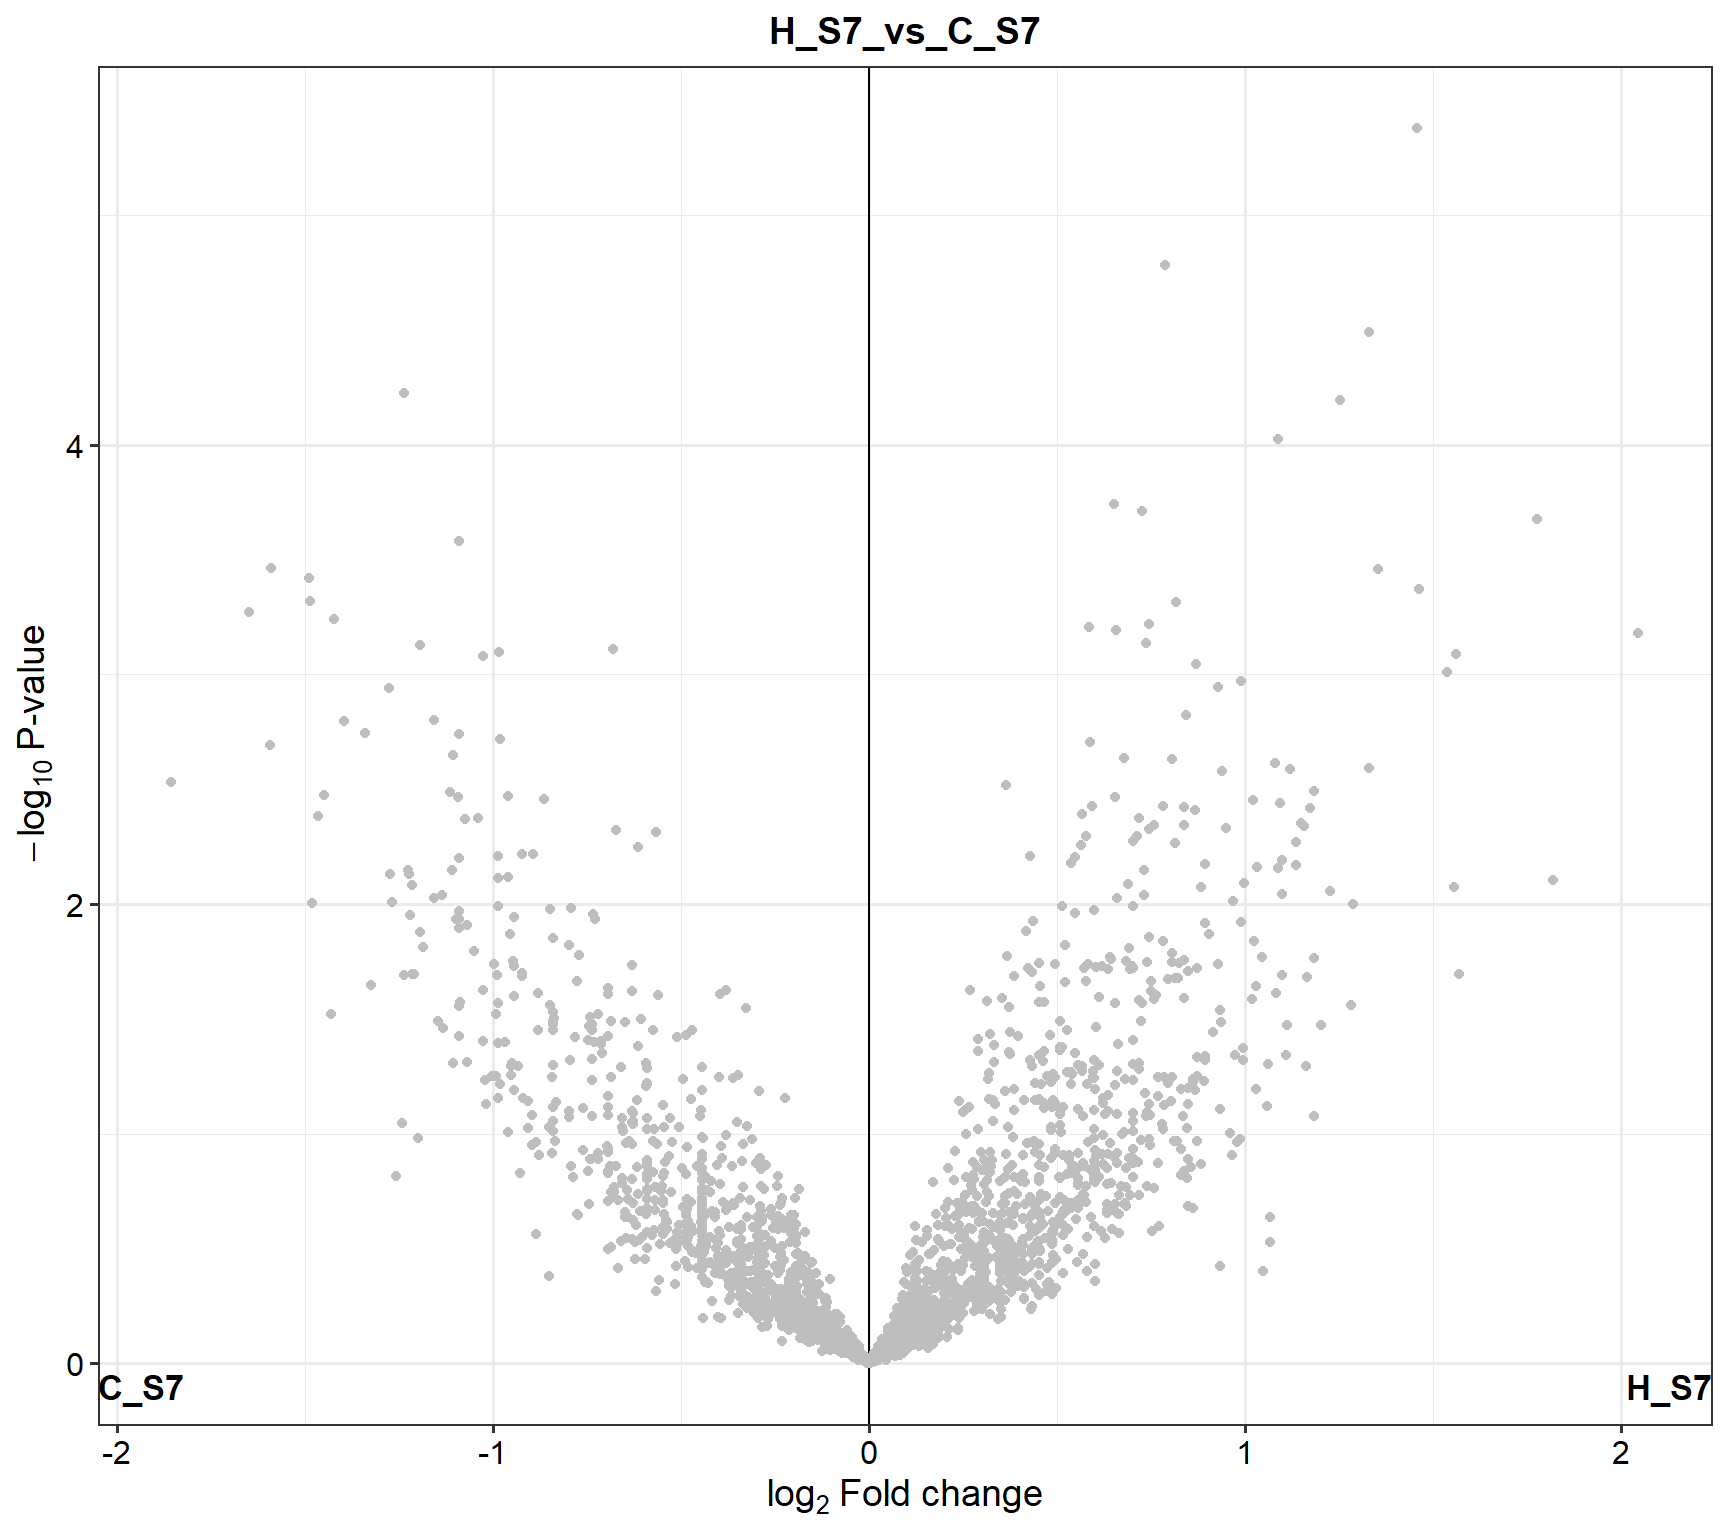 H_S7_vs_C_S7
−log₁₀ P-value
4
2
0
C_S7
H_S7
-2
-1
0
1
2
log₂ Fold change